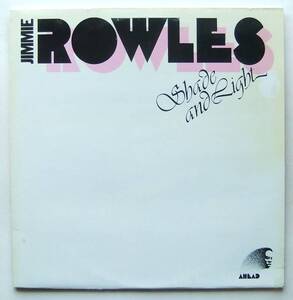 JIMMIE
ROWLES
Shade
and Light
AHEAD